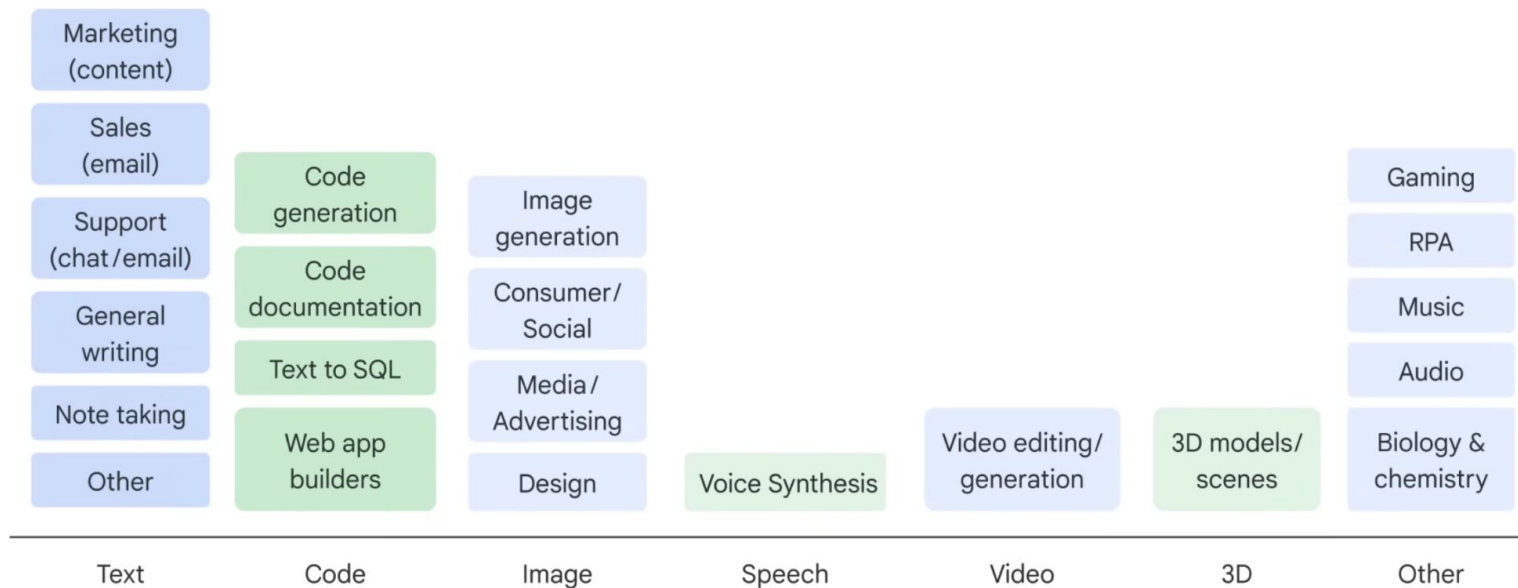 Marketing
(content)
Sales
(email)
Support
(chat/email)
General
writing
Note taking
Other
Text
Code
generation
Code
documentation
Text to SQL
Web app
builders
Code
Image
generation
Consumer/
Social
Media/
Advertising
Design
Image
Voice Synthesis
Speech
Video editing/
generation
Video
3D models/
scenes
3D
Gaming
RPA
Music
Audio
Biology &
chemistry
Other